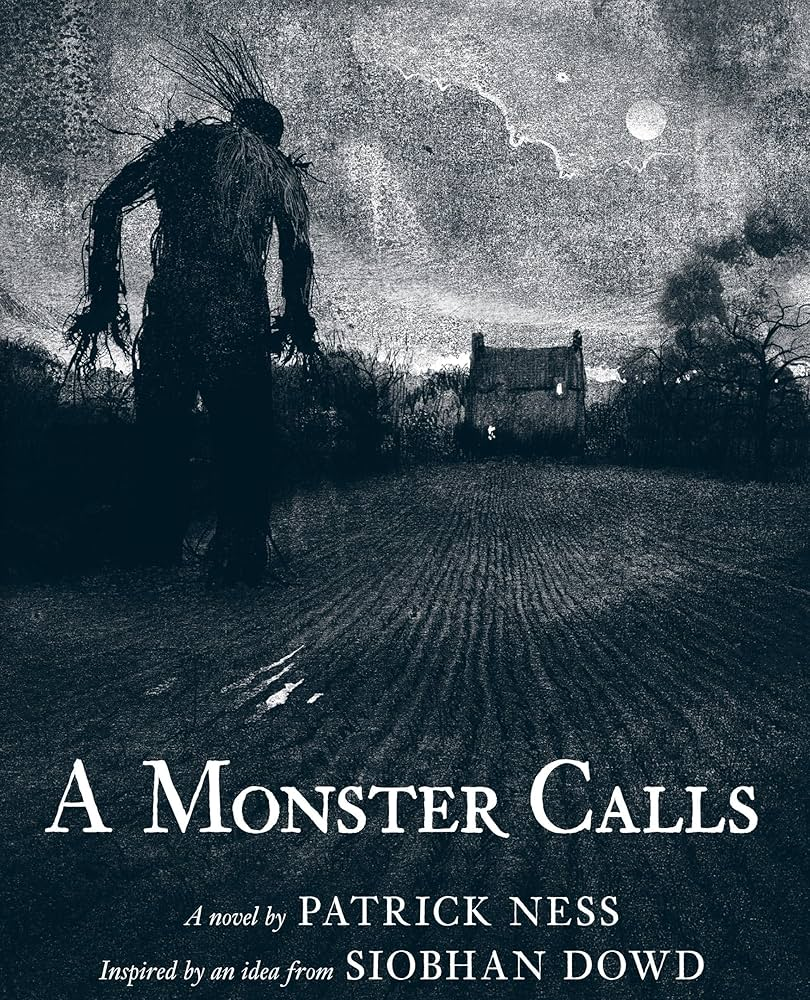 A MONSTER CALLS
A novel by PATRICK NESS
Inspired by an idea from SIOBHAN DOWD